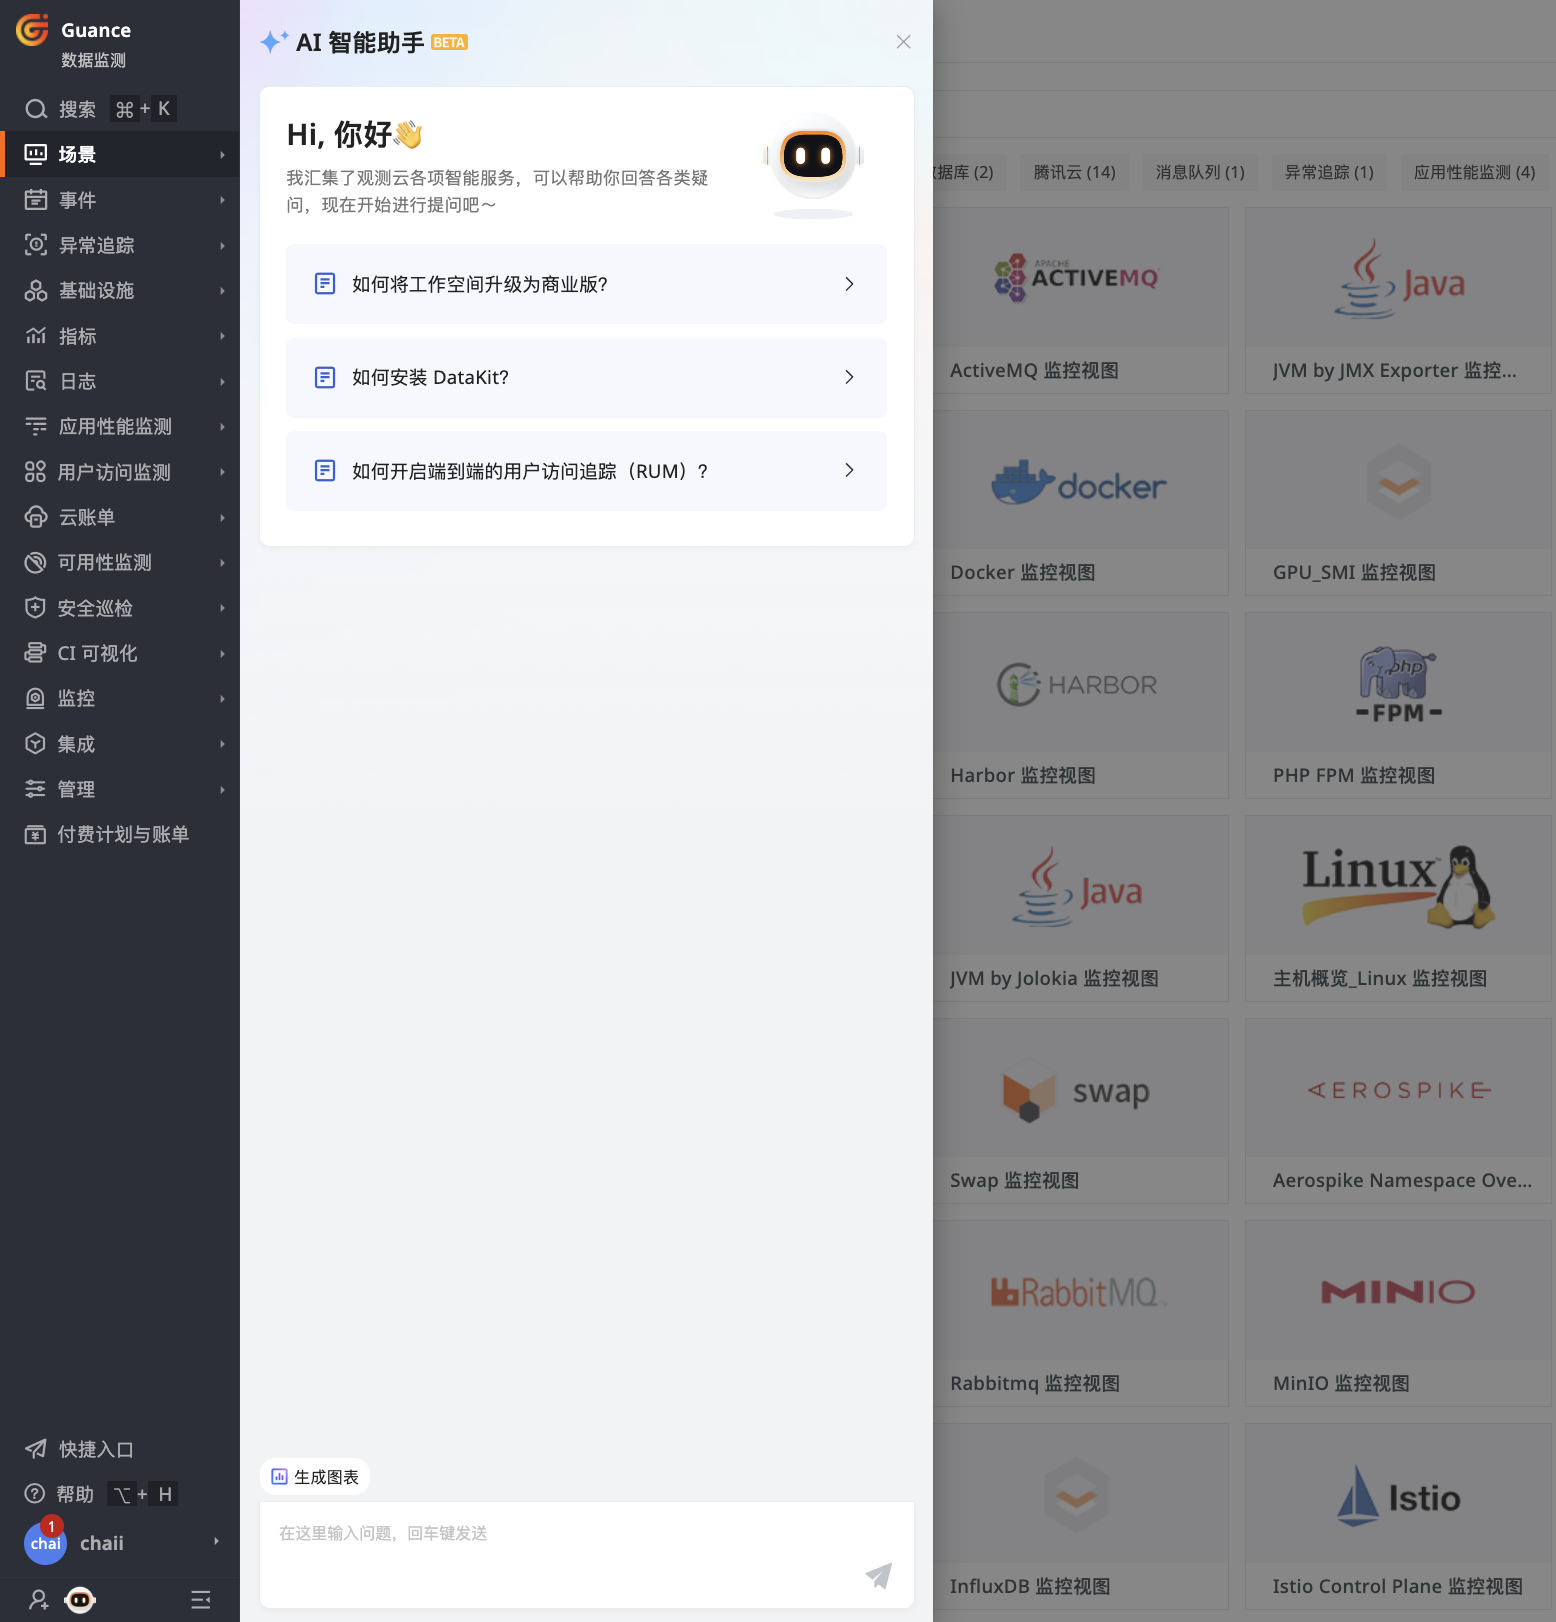 Guance
数据监测
搜索 ⌘ + K
场景
事件
异常追踪
基础设施
指标
日志
应用性能监测
用户访问监测
云账单
可用性监测
安全巡检
CI 可视化
监控
集成
管理
付费计划与账单
快捷入口
帮助 ⌥ + H
1
chai
chaii
AI 智能助手 BETA
Hi, 你好👋
我汇集了观测云各项智能服务，可以帮助你回答各类疑
问，现在开始进行提问吧～
如何将工作空间升级为商业版?
如何安装 DataKit?
如何开启端到端的用户访问追踪（RUM）?
生成图表
在这里输入问题，回车键发送
据库 (2) 腾讯云 (14) 消息队列 (1) 异常追踪 (1) 应用性能监测 (4)
APACHE
ACTIVEMQ
Java
ActiveMQ 监控视图
JVM by JMX Exporter 监控...
docker
Docker 监控视图
GPU_SMI 监控视图
HARBOR
php
-FPM-
Harbor 监控视图
PHP FPM 监控视图
Java
Linux
JVM by Jolokia 监控视图
主机概览_Linux 监控视图
swap
AEROSPIKE
Swap 监控视图
Aerospike Namespace Ove...
RabbitMQ
MINIO
Rabbitmq 监控视图
MinIO 监控视图
Istio
InfluxDB 监控视图
Istio Control Plane 监控视图